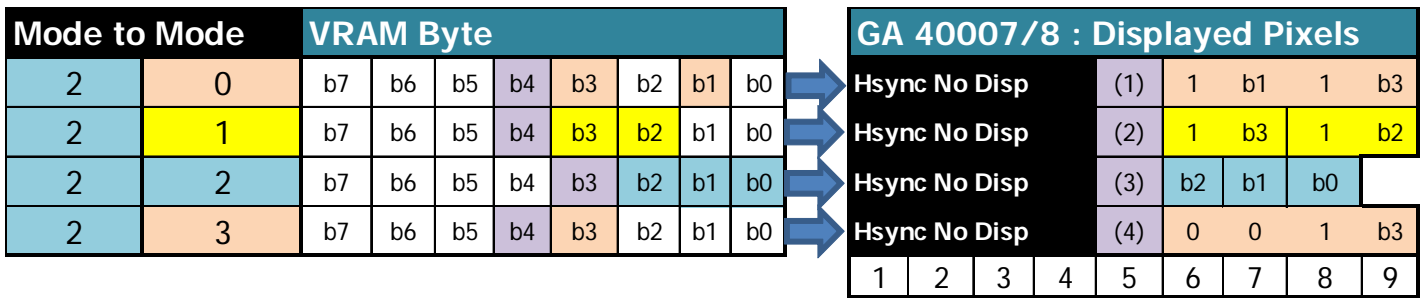 Mode to Mode VRAM Byte GA 40007/8 : Displayed Pixels
2 0 b7 b6 b5 b4 b3 b2 b1 b0 Hsync No Disp (1) 1 b1 1 b3
2 1 b7 b6 b5 b4 b3 b2 b1 b0 Hsync No Disp (2) 1 b3 1 b2
2 2 b7 b6 b5 b4 b3 b2 b1 b0 Hsync No Disp (3) b2 b1 b0
2 3 b7 b6 b5 b4 b3 b2 b1 b0 Hsync No Disp (4) 0 0 1 b3
1 2 3 4 5 6 7 8 9